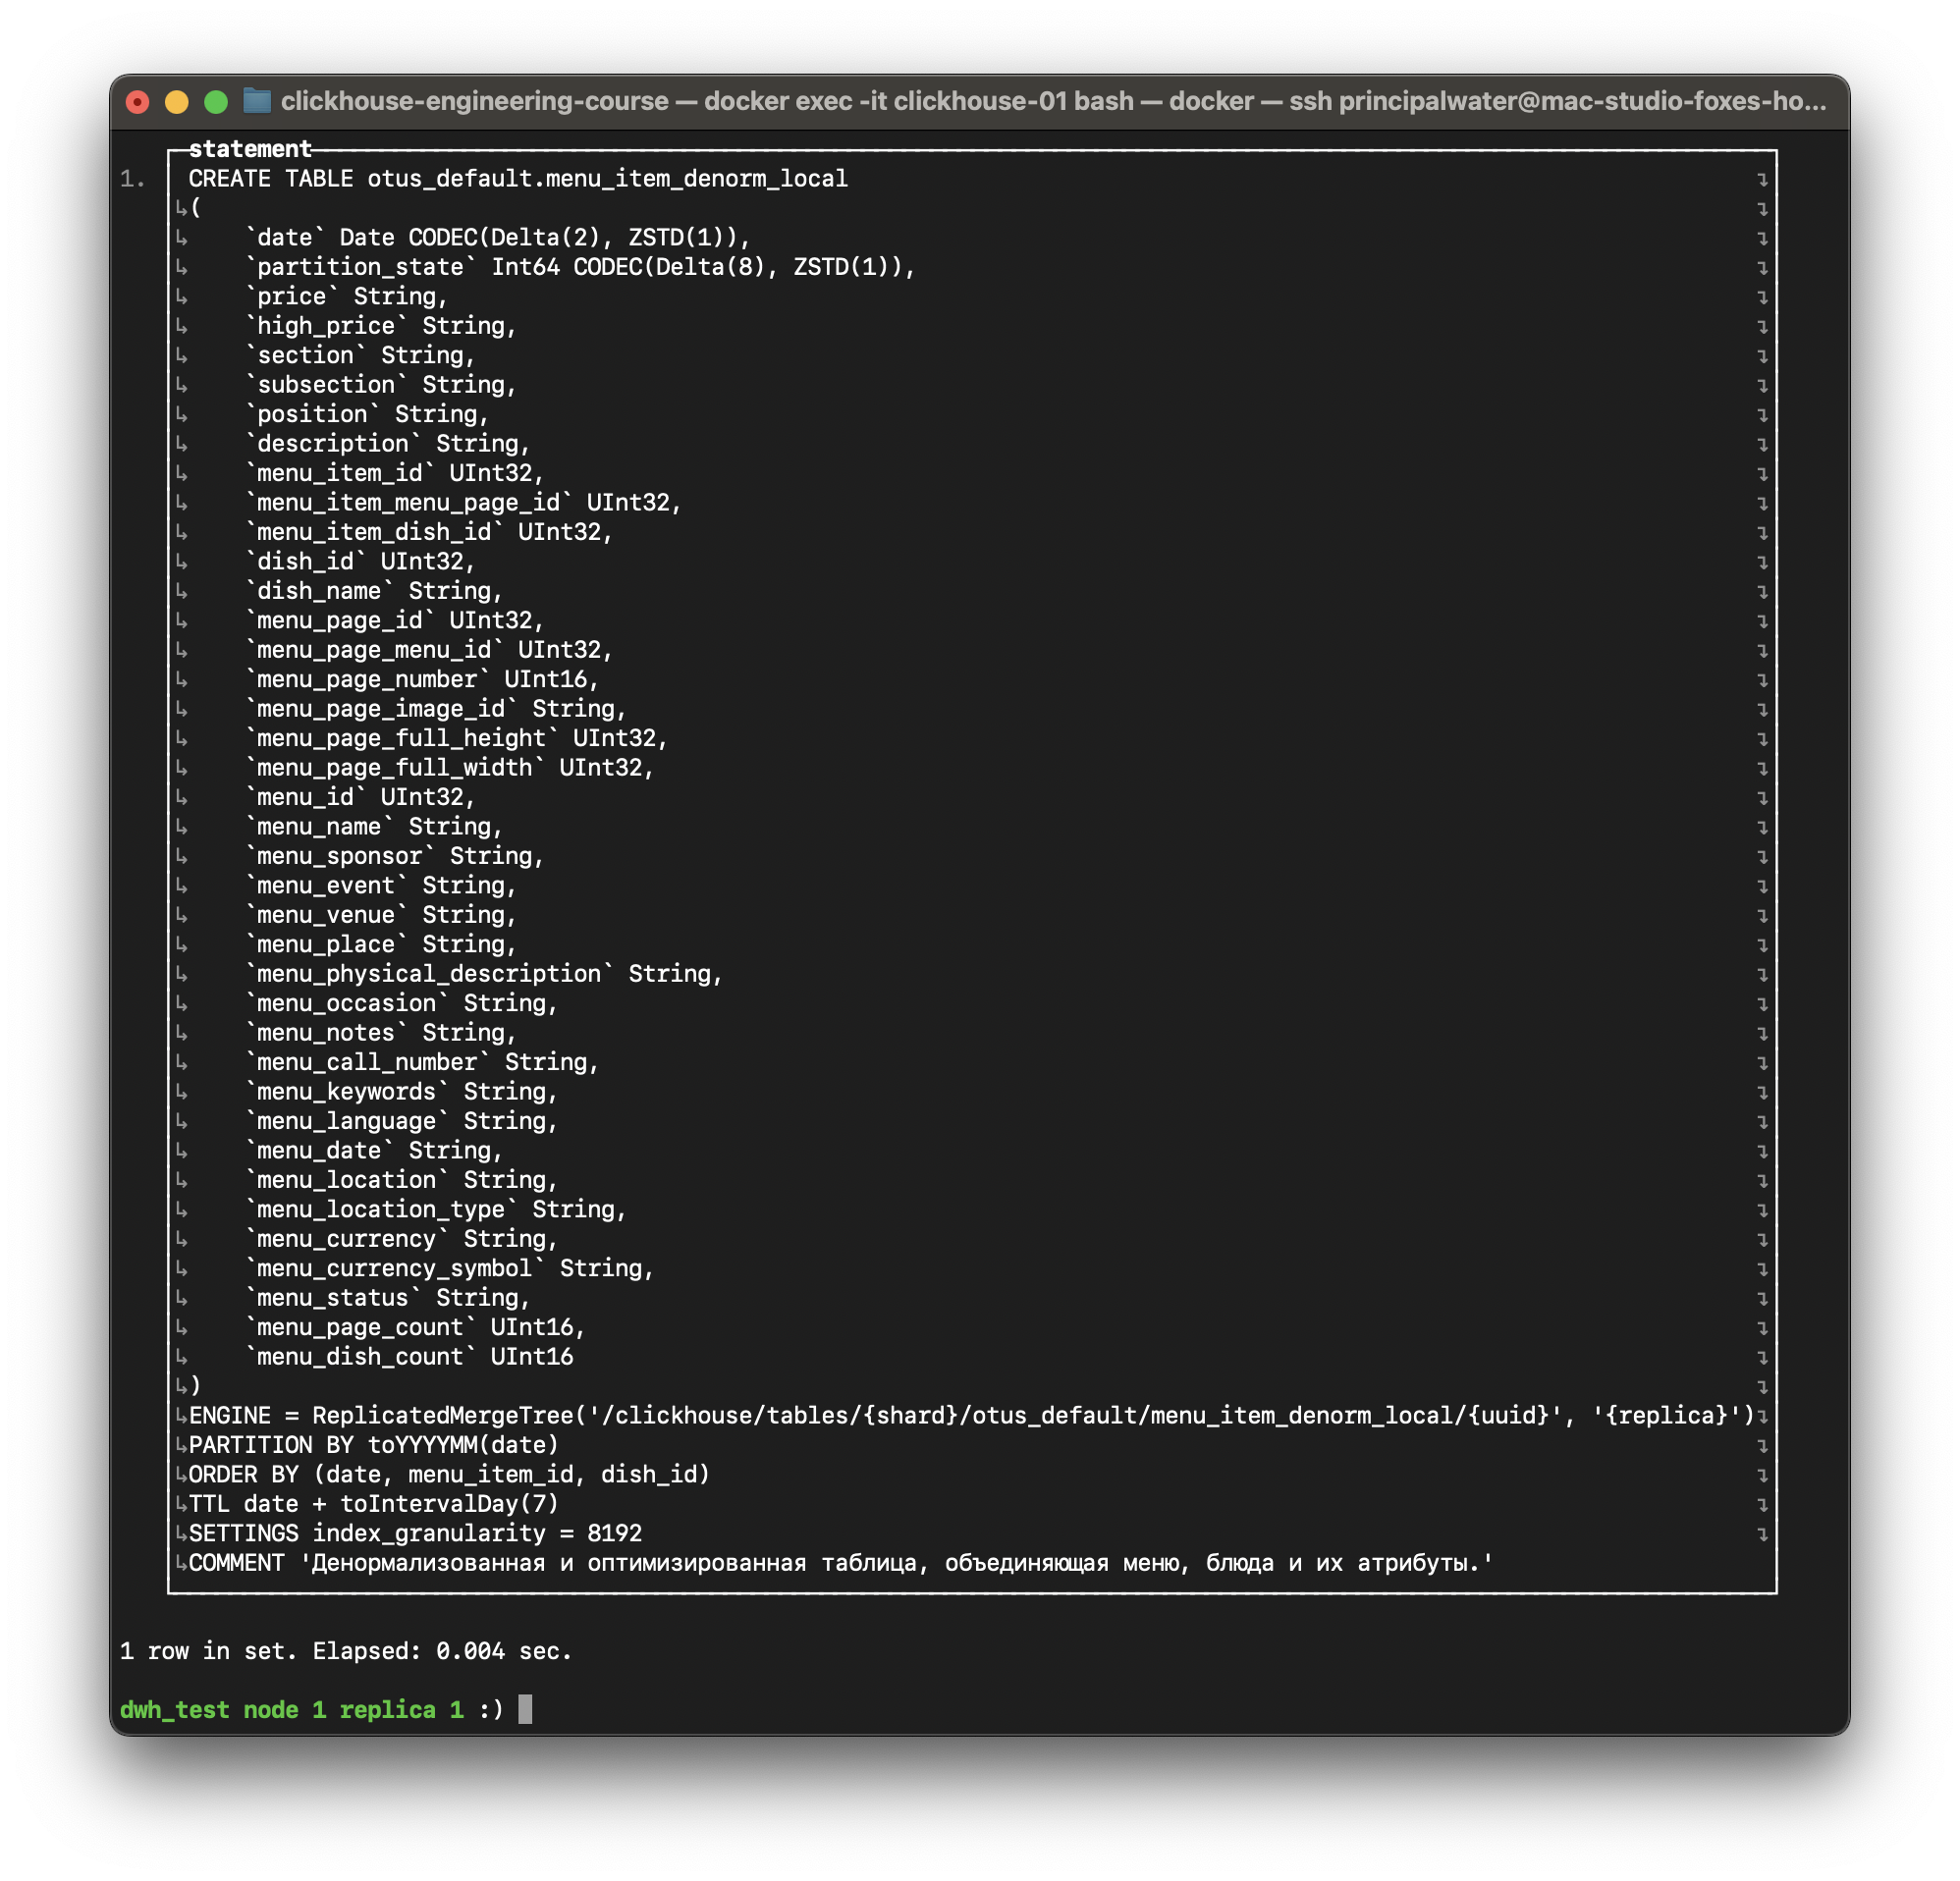 clickhouse-engineering-course — docker exec -it clickhouse-01 bash — docker — ssh principalwater@mac-studio-foxes-ho...
statement
1. CREATE TABLE otus_default.menu_item_denorm_local
(
`date` Date CODEC(Delta(2), ZSTD(1)),
`partition_state` Int64 CODEC(Delta(8), ZSTD(1)),
`price` String,
`high_price` String,
`section` String,
`subsection` String,
`position` String,
`description` String,
`menu_item_id` UInt32,
`menu_item_menu_page_id` UInt32,
`menu_item_dish_id` UInt32,
`dish_id` UInt32,
`dish_name` String,
`menu_page_id` UInt32,
`menu_page_menu_id` UInt32,
`menu_page_number` UInt16,
`menu_page_image_id` String,
`menu_page_full_height` UInt32,
`menu_page_full_width` UInt32,
`menu_id` UInt32,
`menu_name` String,
`menu_sponsor` String,
`menu_event` String,
`menu_venue` String,
`menu_place` String,
`menu_physical_description` String,
`menu_occasion` String,
`menu_notes` String,
`menu_call_number` String,
`menu_keywords` String,
`menu_language` String,
`menu_date` String,
`menu_location` String,
`menu_location_type` String,
`menu_currency` String,
`menu_currency_symbol` String,
`menu_status` String,
`menu_page_count` UInt16,
`menu_dish_count` UInt16
)
ENGINE = ReplicatedMergeTree('/clickhouse/tables/{shard}/otus_default/menu_item_denorm_local/{uuid}', '{replica}')
PARTITION BY toYYYYMM(date)
ORDER BY (date, menu_item_id, dish_id)
TTL date + toIntervalDay(7)
SETTINGS index_granularity = 8192
COMMENT 'Денормализованная и оптимизированная таблица, объединяющая меню, блюда и их атрибуты.'
1 row in set. Elapsed: 0.004 sec.
dwh_test node 1 replica 1 :)